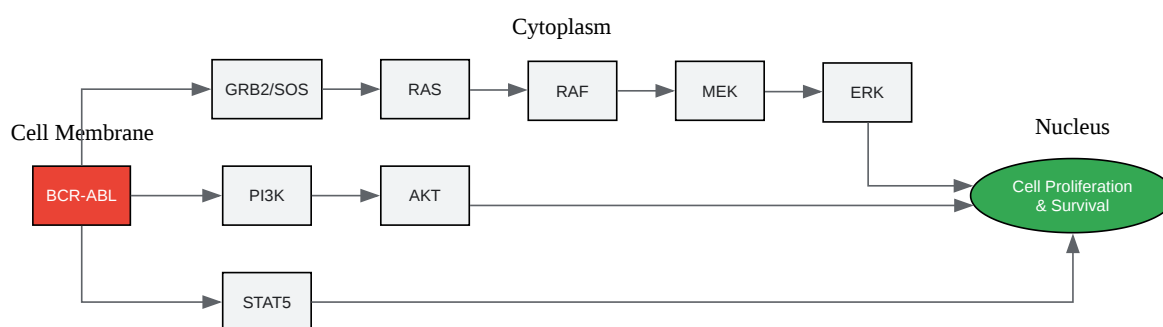 Cytoplasm
GRB2/SOS
RAS
RAF
MEK
ERK
Cell Membrane
Nucleus
BCR-ABL
PI3K
AKT
Cell Proliferation
& Survival
STAT5